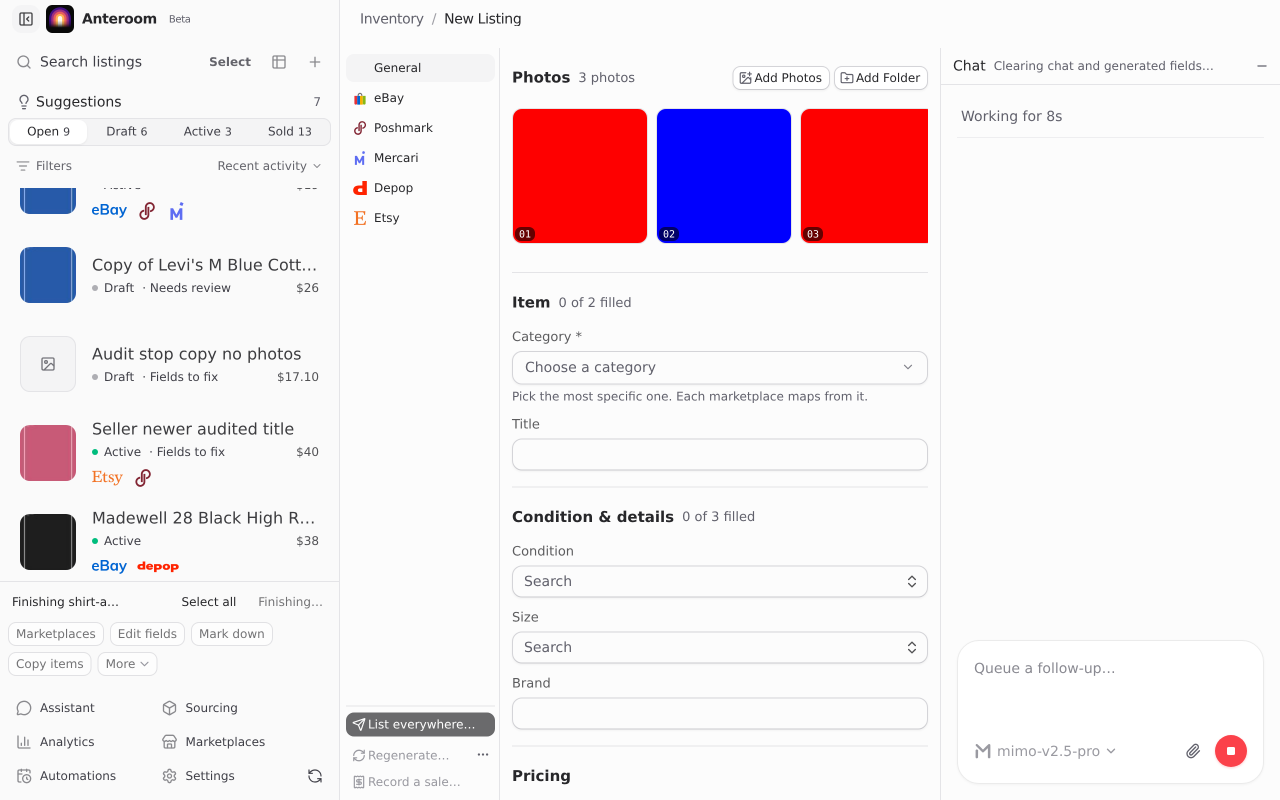 Anteroom Beta
Search listings Select
Suggestions 7
Open 9 Draft 6 Active 3 Sold 13
Filters Recent activity
eBay
Copy of Levi's M Blue Cott...
Draft · Needs review $26
Audit stop copy no photos
Draft · Fields to fix $17.10
Seller newer audited title
Active · Fields to fix $40
Etsy
Madewell 28 Black High R...
Active $38
eBay depop
Finishing shirt-a... Select all Finishing...
Marketplaces Edit fields Mark down
Copy items More
Assistant Sourcing
Analytics Marketplaces
Automations Settings
Inventory / New Listing
General
eBay
Poshmark
Mercari
Depop
Etsy
List everywhere...
Regenerate...
Record a sale...
Photos 3 photos Add Photos Add Folder
01 02 03
Item 0 of 2 filled
Category *
Choose a category
Pick the most specific one. Each marketplace maps from it.
Title
Condition & details 0 of 3 filled
Condition
Search
Size
Search
Brand
Pricing
Chat Clearing chat and generated fields...
Working for 8s
Queue a follow-up...
mimo-v2.5-pro